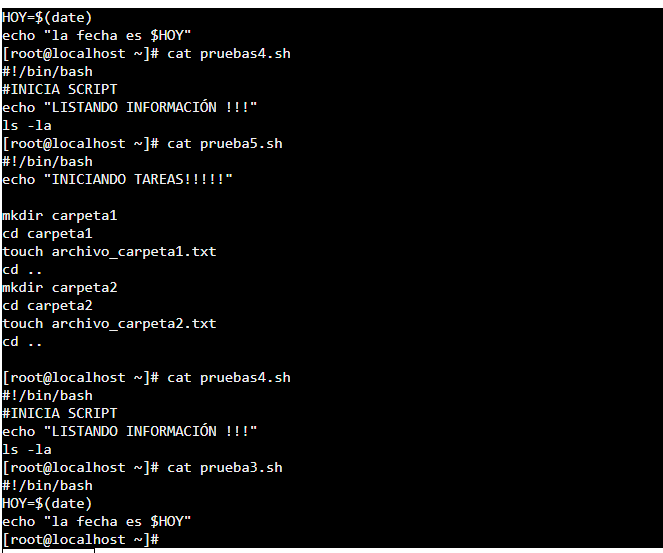 HOY=$(date)
echo "la fecha es $HOY"
[root@localhost ~]# cat pruebas4.sh
#!/bin/bash
#INICIA SCRIPT
echo "LISTANDO INFORMACIÓN !!!"
ls -la
[root@localhost ~]# cat prueba5.sh
#!/bin/bash
echo "INICIANDO TAREAS!!!!!"

mkdir carpeta1
cd carpeta1
touch archivo_carpeta1.txt
cd ..
mkdir carpeta2
cd carpeta2
touch archivo_carpeta2.txt
cd ..

[root@localhost ~]# cat pruebas4.sh
#!/bin/bash
#INICIA SCRIPT
echo "LISTANDO INFORMACIÓN !!!"
ls -la
[root@localhost ~]# cat prueba3.sh
#!/bin/bash
HOY=$(date)
echo "la fecha es $HOY"
[root@localhost ~]#